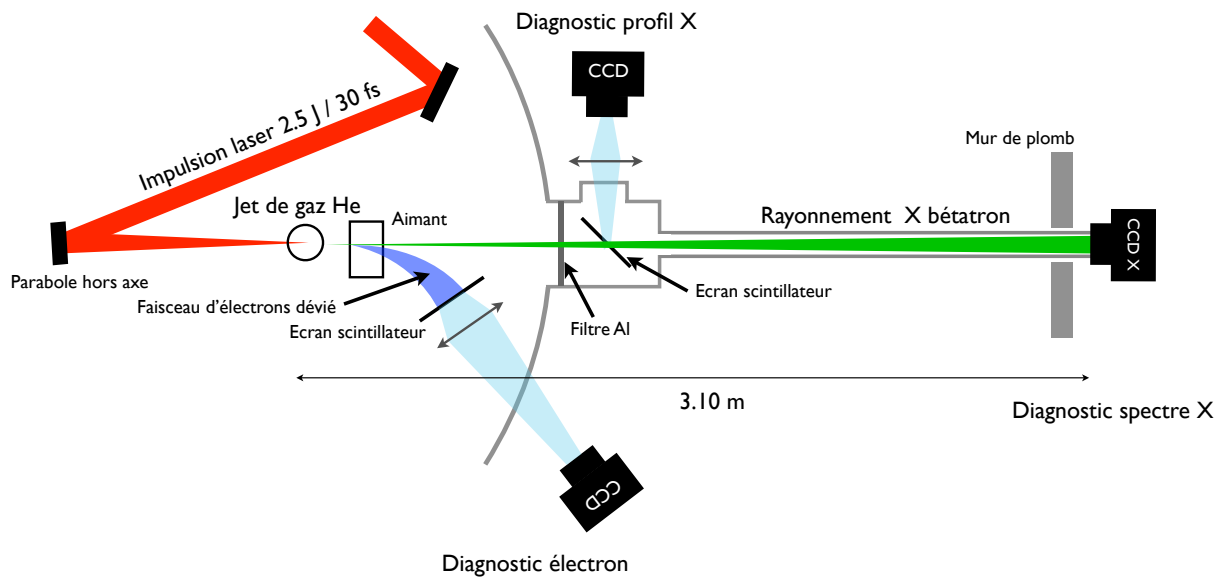 Diagnostic profil X
CCD
Impulsion laser 2.5 J / 30 fs
Mur de plomb
Jet de gaz He
Aimant
Rayonnement X bétatron
CCD X
Parabole hors axe
Faisceau d'électrons dévié
Ecran scintillateur
Ecran scintillateur
Filtre Al
3.10 m
Diagnostic spectre X
CCD
Diagnostic électron